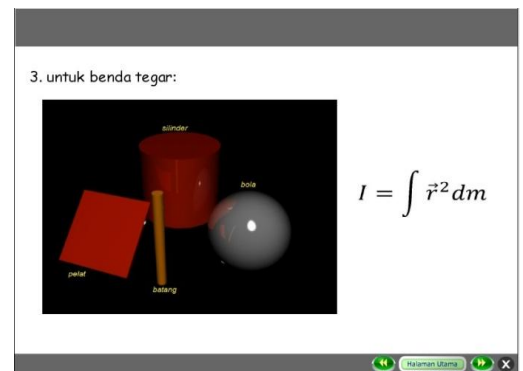 3. untuk benda tegar:
silinder
bola
pelat
batang
I = ∫ r⃗²dm
Halaman Utama
X